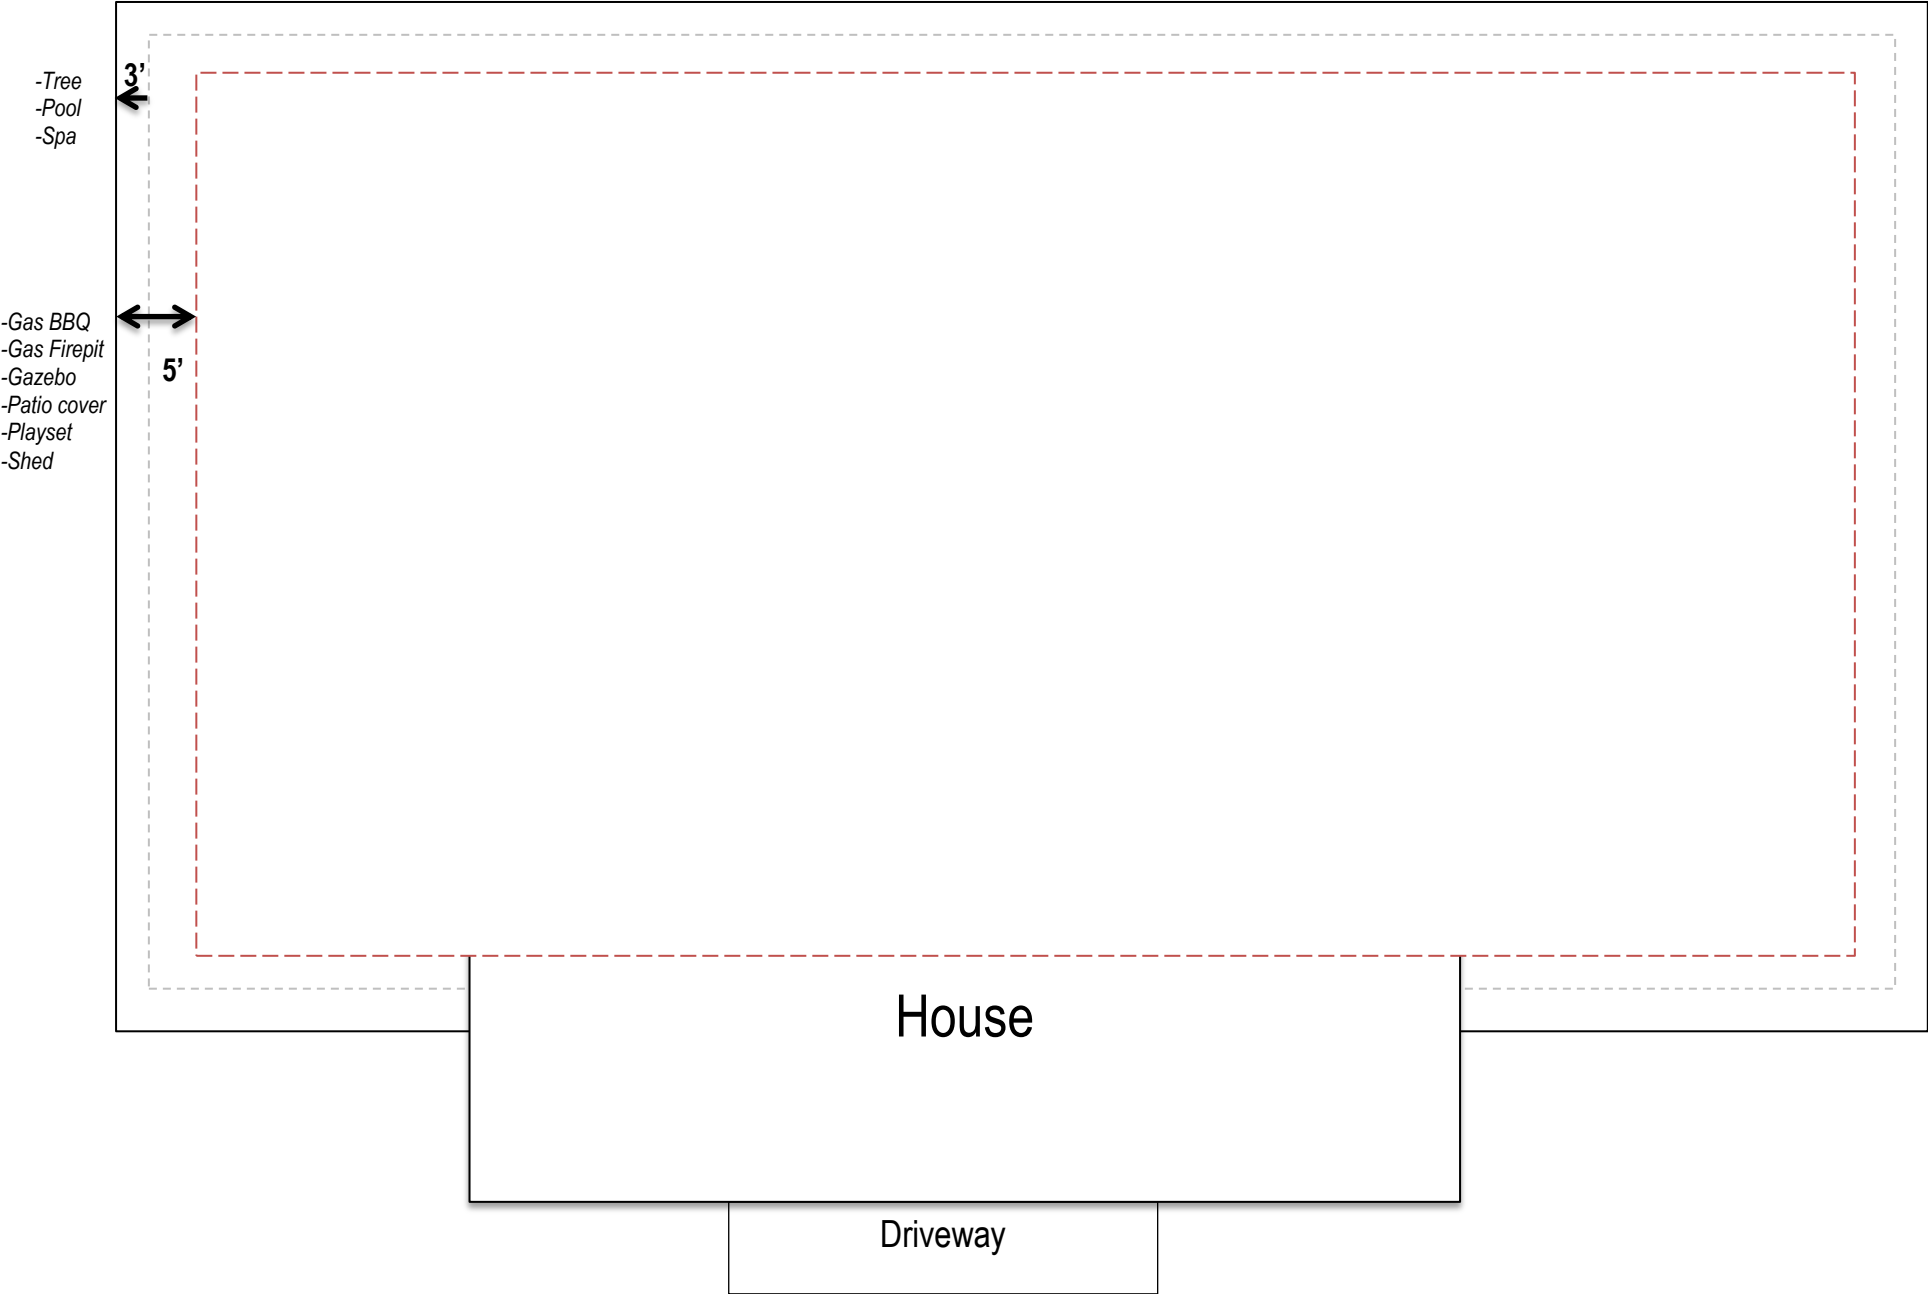 3’
-Tree
-Pool
-Spa
-Gas BBQ
-Gas Firepit
-Gazebo
-Patio cover
-Playset
-Shed
5’
House
Driveway